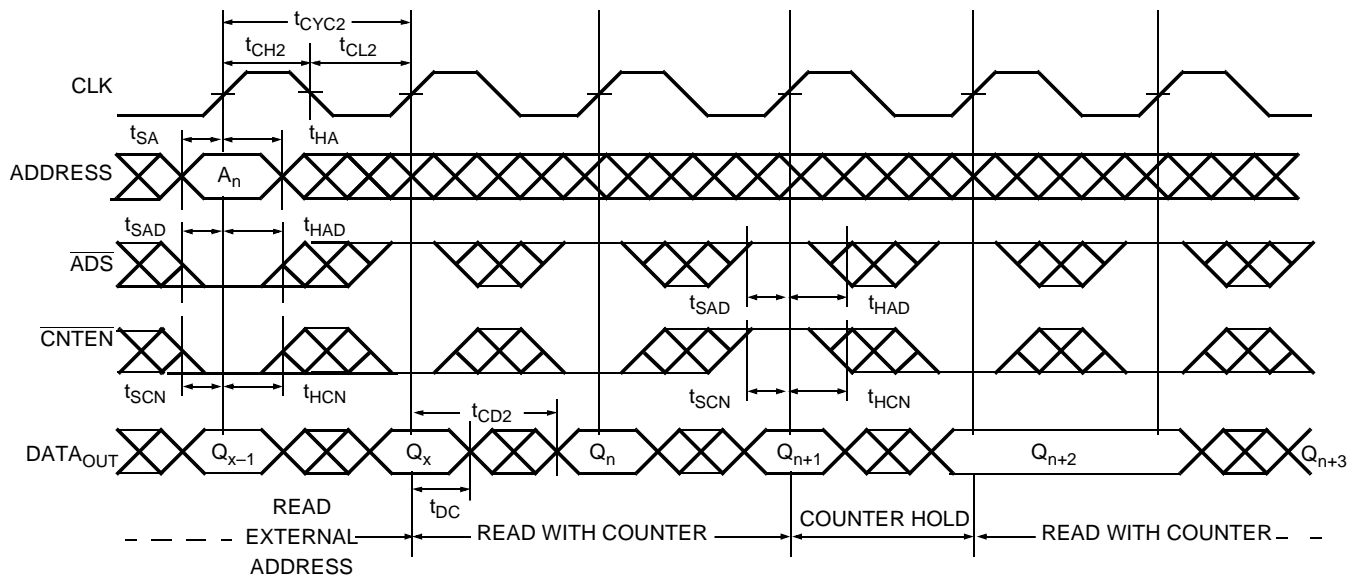 tCYC2
tCH2 tCL2
CLK
tSA tHA
ADDRESS An
tSAD tHAD
ADS
tSAD tHAD
CNTEN
tSCN tHCN tSCN tHCN
tCD2
DATAOUT Qx–1 Qx Qn Qn+1 Qn+2 Qn+3
tDC
READ
EXTERNAL
ADDRESS
READ WITH COUNTER COUNTER HOLD READ WITH COUNTER